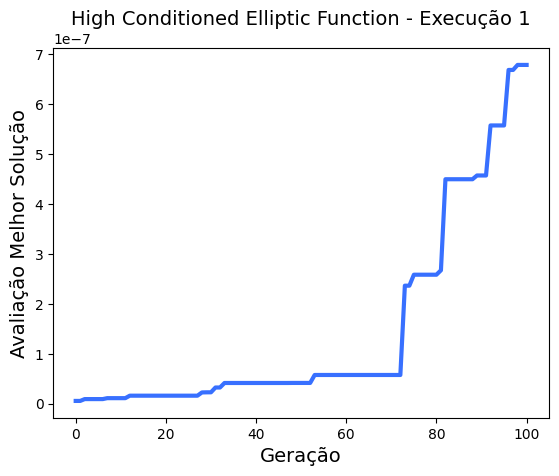 High Conditioned Elliptic Function - Execução 1
1e−7
7
6
5
4
3
2
1
0
Avaliação Melhor Solução
0 20 40 60 80 100
Geração